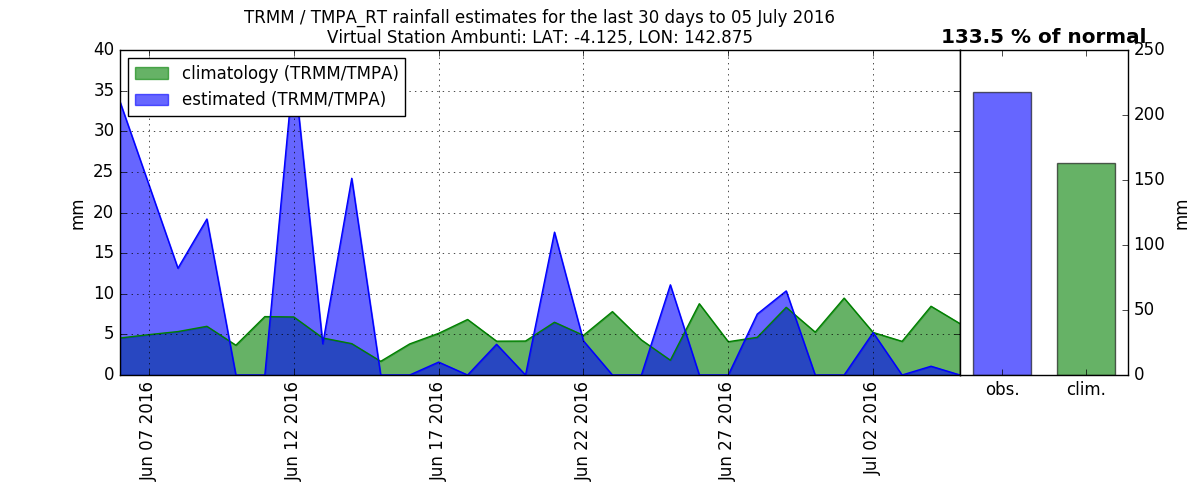 TRMM / TMPA_RT rainfall estimates for the last 30 days to 05 July 2016
Virtual Station Ambunti: LAT: -4.125, LON: 142.875
133.5 % of normal
climatology (TRMM/TMPA)
estimated (TRMM/TMPA)
40
35
30
25
20
15
10
5
0
mm
Jun 07 2016
Jun 12 2016
Jun 17 2016
Jun 22 2016
Jun 27 2016
Jul 02 2016
obs.
clim.
250
200
150
100
50
0
mm